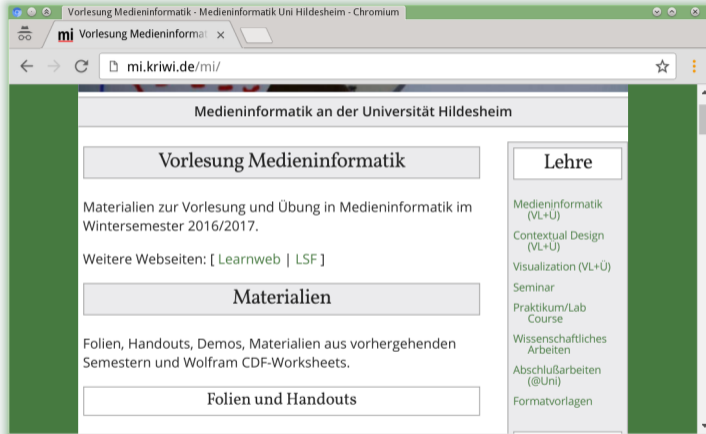 Vorlesung Medieninformatik - Medieninformatik Uni Hildesheim - Chromium
mi Vorlesung Medieninformat
mi.kriwi.de/mi/
Medieninformatik an der Universität Hildesheim
Vorlesung Medieninformatik
Materialien zur Vorlesung und Übung in Medieninformatik im
Wintersemester 2016/2017.
Weitere Webseiten: [ Learnweb | LSF ]
Materialien
Folien, Handouts, Demos, Materialien aus vorhergehenden
Semestern und Wolfram CDF-Worksheets.
Folien und Handouts
Lehre
Medieninformatik
(VL+Ü)
Contextual Design
(VL+Ü)
Visualization (VL+Ü)
Seminar
Praktikum/Lab
Course
Wissenschaftliches
Arbeiten
Abschlußarbeiten
(@Uni)
Formatvorlagen